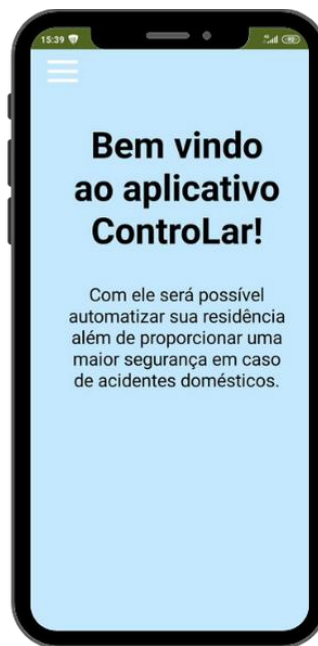 15:39
Bem vindo
ao aplicativo
ControLar!
Com ele será possível
automatizar sua residência
além de proporcionar uma
maior segurança em caso
de acidentes domésticos.